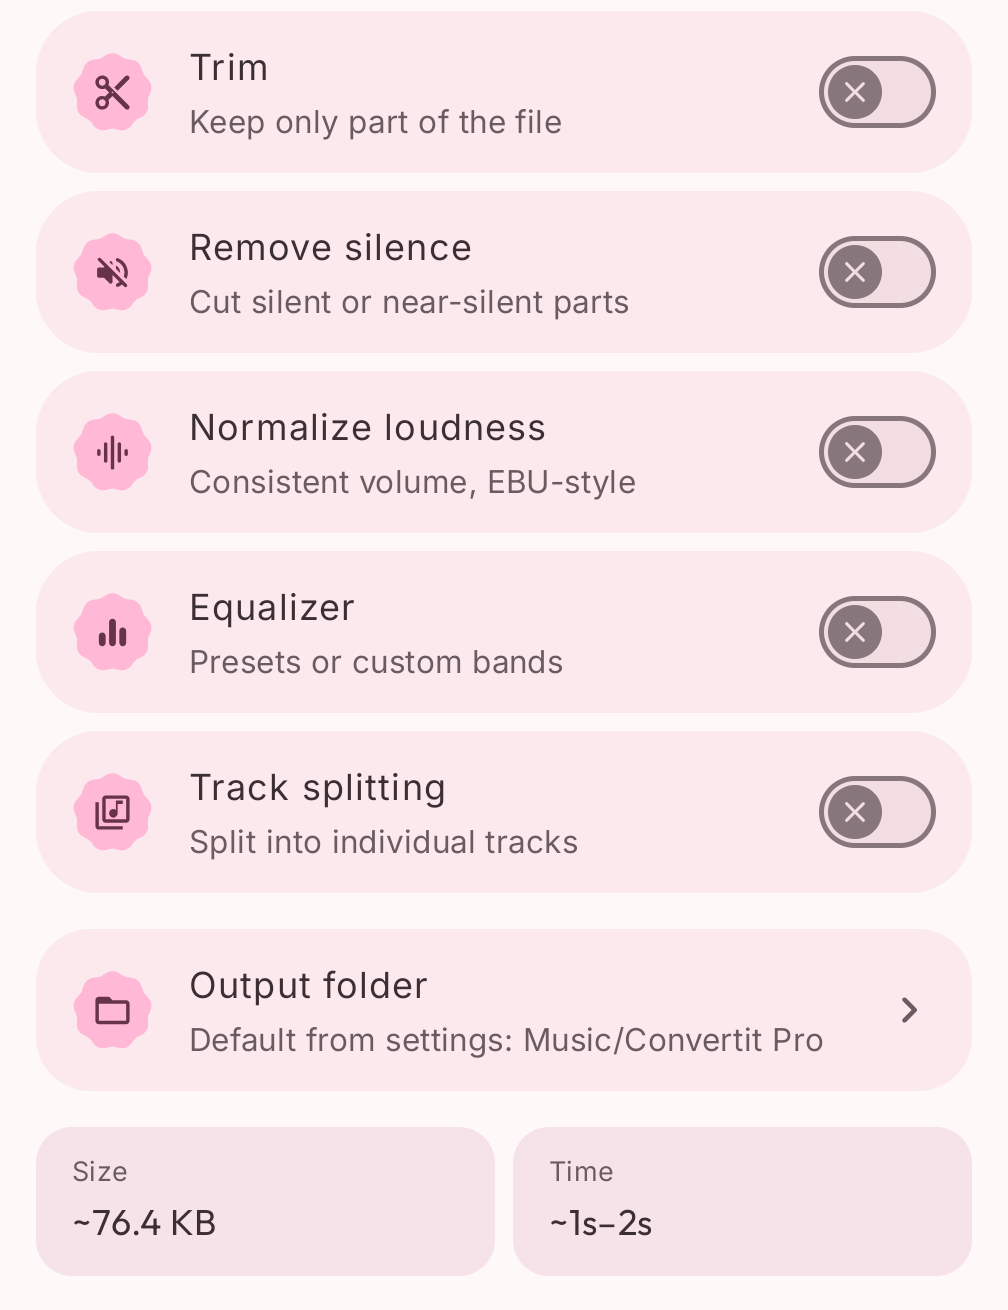 Trim
Keep only part of the file
Remove silence
Cut silent or near-silent parts
Normalize loudness
Consistent volume, EBU-style
Equalizer
Presets or custom bands
Track splitting
Split into individual tracks
Output folder
Default from settings: Music/Convertit Pro
Size
~76.4 KB
Time
~1s–2s